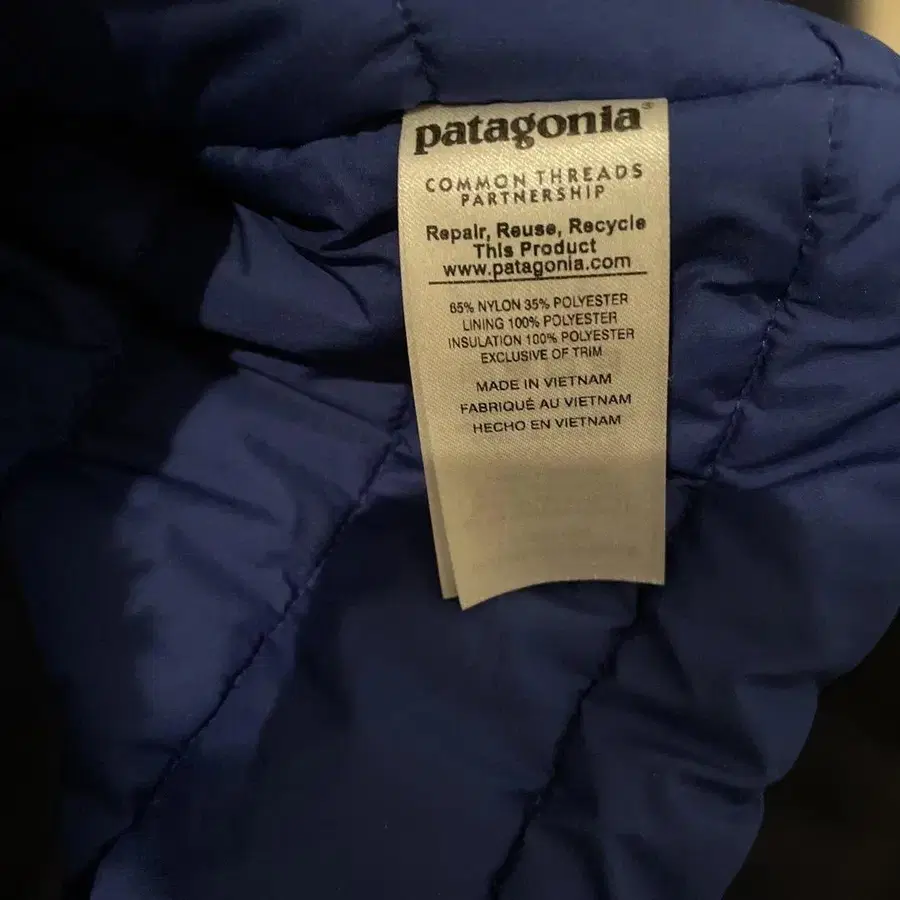 patagonia®
COMMON THREADS
PARTNERSHIP
Repair, Reuse, Recycle
This Product
www.patagonia.com
65% NYLON 35% POLYESTER
LINING 100% POLYESTER
INSULATION 100% POLYESTER
EXCLUSIVE OF TRIM
MADE IN VIETNAM
FABRIQUÉ AU VIETNAM
HECHO EN VIETNAM